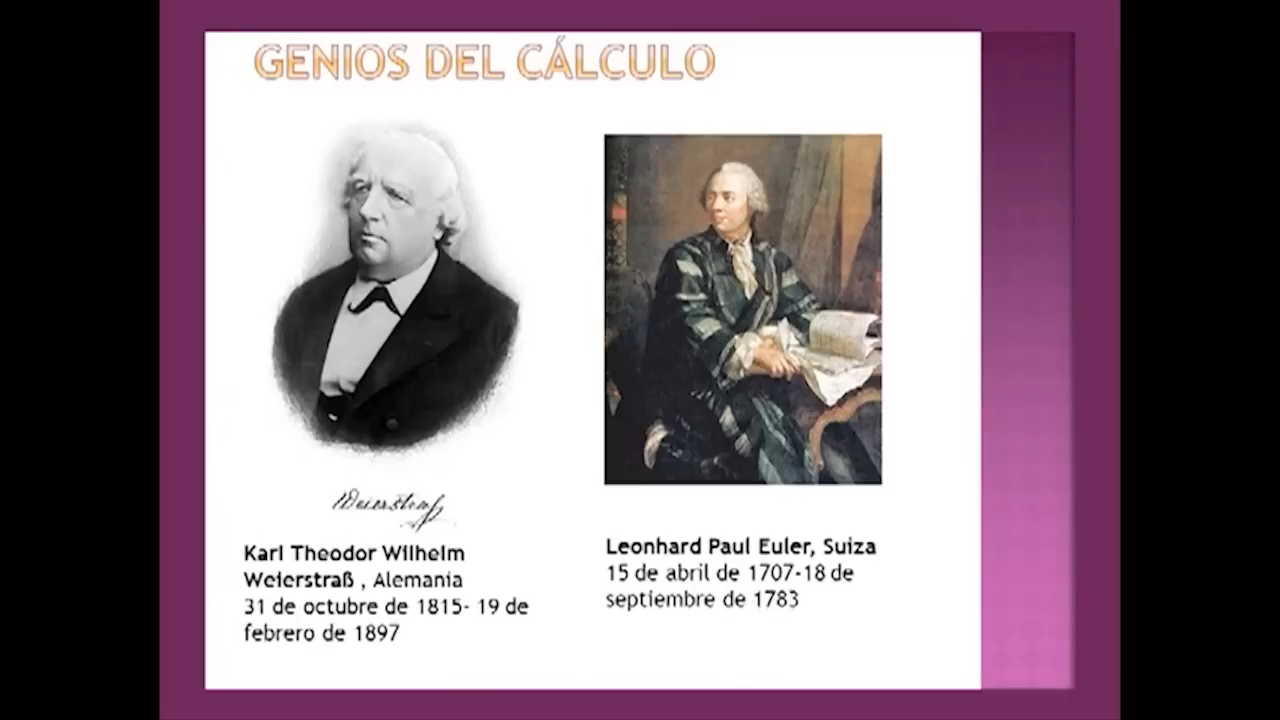 GENIOS DEL CÁLCULO
Weierstraß
Karl Theodor Wilhelm
Weierstraß , Alemania
31 de octubre de 1815- 19 de
febrero de 1897
Leonhard Paul Euler, Suiza
15 de abril de 1707-18 de
septiembre de 1783